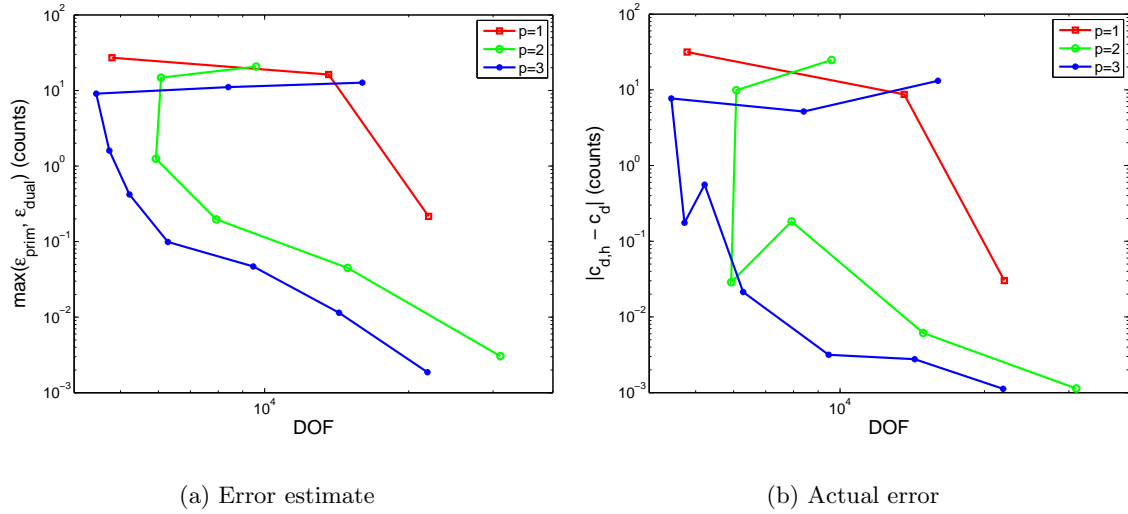 10^2
10^1
10^0
10^-1
10^-2
10^-3
max(ε_prim, ε_dual) (counts)
10^4
DOF
p=1
p=2
p=3
(a) Error estimate
10^2
10^1
10^0
10^-1
10^-2
10^-3
|c_d,h − c_d| (counts)
10^4
DOF
p=1
p=2
p=3
(b) Actual error